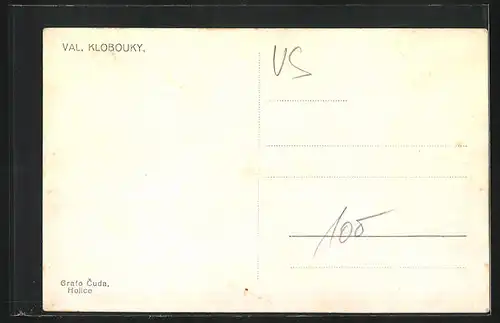 VAL. KLOBOUKY.
VS
100
Grafo Čuda,
Holice